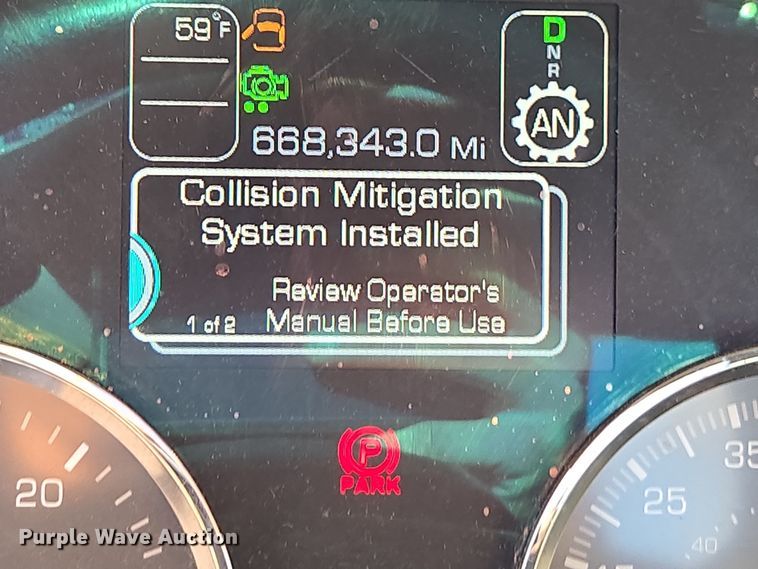 59°F
D
N
R
AN
668,343.0 Mi
Collision Mitigation
System Installed
Review Operator's
1 of 2 Manual Before Use
P
PARK
20
35
25
40
Purple Wave Auction